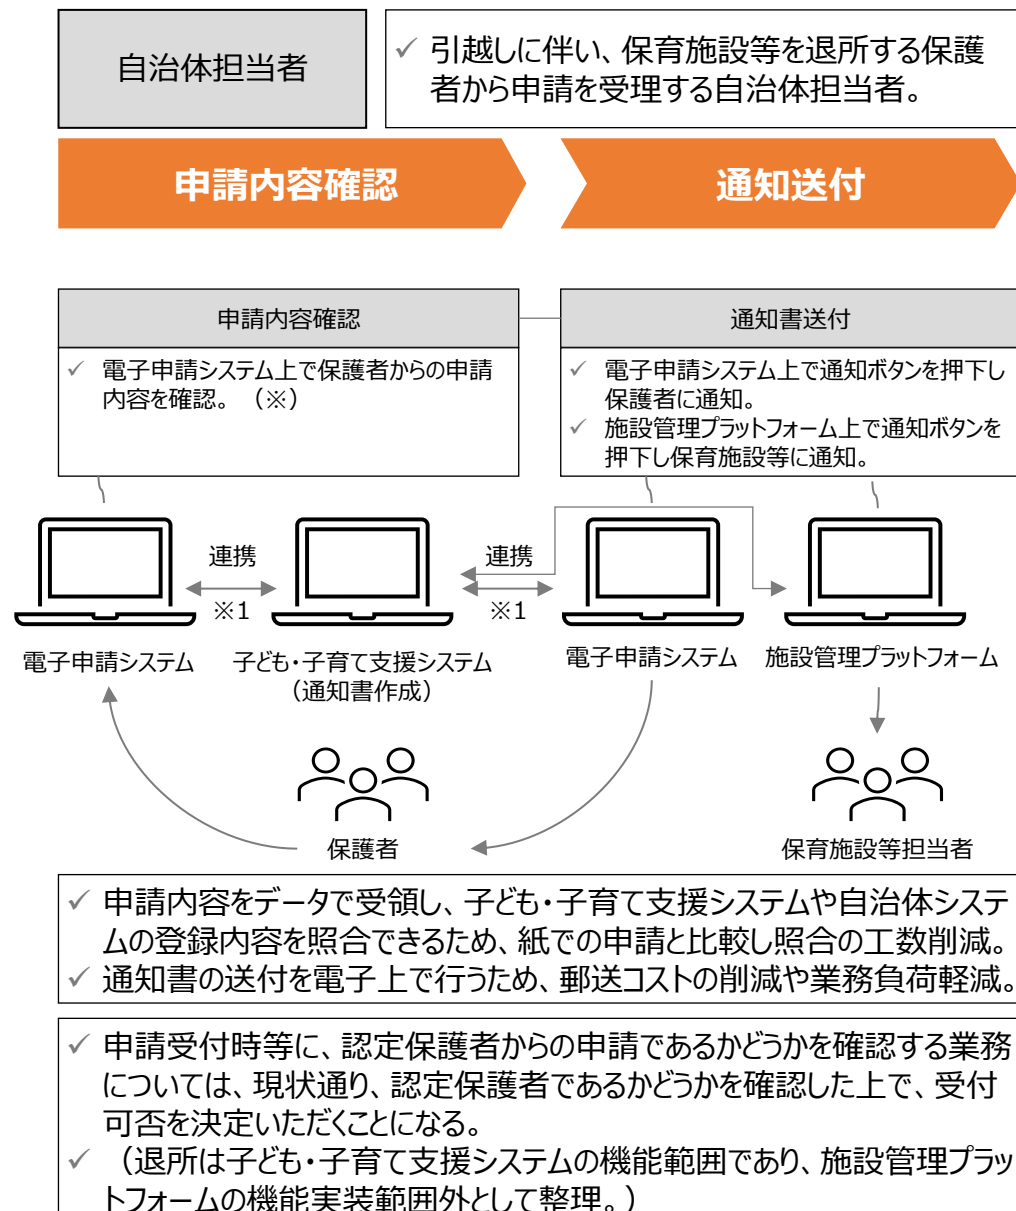 自治体担当者
✓ 引越しに伴い、保育施設等を退所する保護
者から申請を受理する自治体担当者。
申請内容確認
通知送付
申請内容確認
✓ 電子申請システム上で保護者からの申請
内容を確認。（※）
通知書送付
✓ 電子申請システム上で通知ボタンを押下し
保護者に通知。
✓ 施設管理プラットフォーム上で通知ボタンを
押下し保育施設等に通知。
連携
※1
連携
※1
電子申請システム
子ども・子育て支援システム
（通知書作成）
電子申請システム
施設管理プラットフォーム
保護者
保育施設等担当者
✓ 申請内容をデータで受領し、子ども・子育て支援システムや自治体システ
ムの登録内容を照合できるため、紙での申請と比較し照合の工数削減。
✓ 通知書の送付を電子上で行うため、郵送コストの削減や業務負荷軽減。
✓ 申請受付時等に、認定保護者からの申請であるかどうかを確認する業務
については、現状通り、認定保護者であるかどうかを確認した上で、受付
可否を決定いただくことになる。
✓ （退所は子ども・子育て支援システムの機能範囲であり、施設管理プラッ
トフォームの機能実装範囲外として整理。）